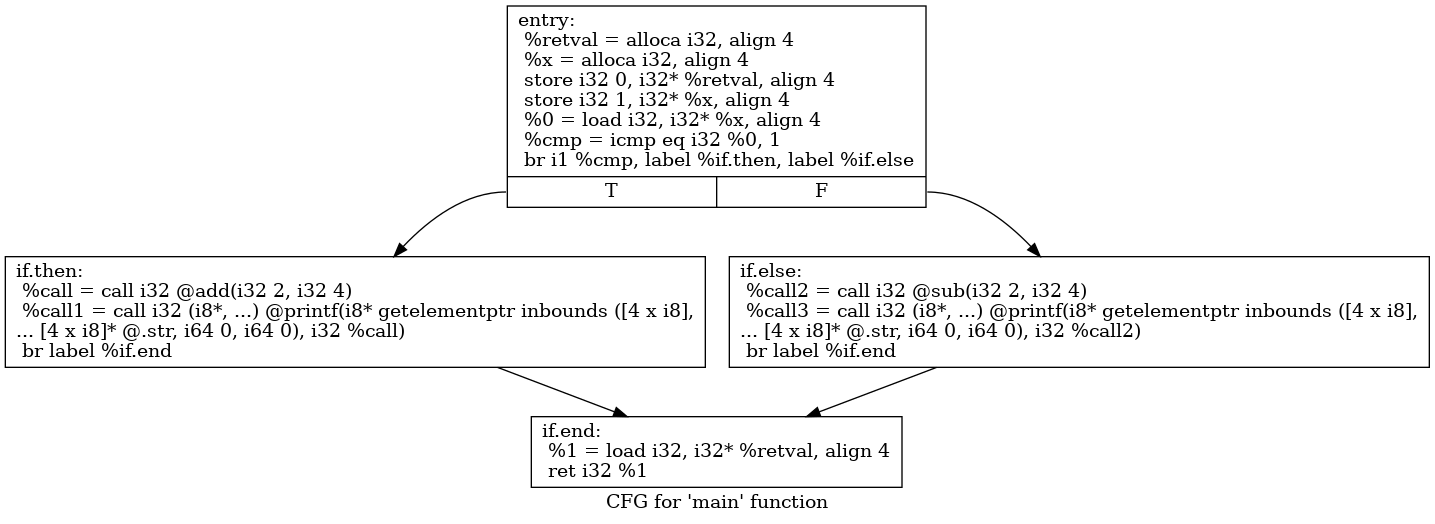 entry:
%retval = alloca i32, align 4
%x = alloca i32, align 4
store i32 0, i32* %retval, align 4
store i32 1, i32* %x, align 4
%0 = load i32, i32* %x, align 4
%cmp = icmp eq i32 %0, 1
br i1 %cmp, label %if.then, label %if.else
T
F
if.then:
%call = call i32 @add(i32 2, i32 4)
%call1 = call i32 (i8*, ...) @printf(i8* getelementptr inbounds ([4 x i8],
... [4 x i8]* @.str, i64 0, i64 0), i32 %call)
br label %if.end
if.else:
%call2 = call i32 @sub(i32 2, i32 4)
%call3 = call i32 (i8*, ...) @printf(i8* getelementptr inbounds ([4 x i8],
... [4 x i8]* @.str, i64 0, i64 0), i32 %call2)
br label %if.end
if.end:
%1 = load i32, i32* %retval, align 4
ret i32 %1
CFG for 'main' function